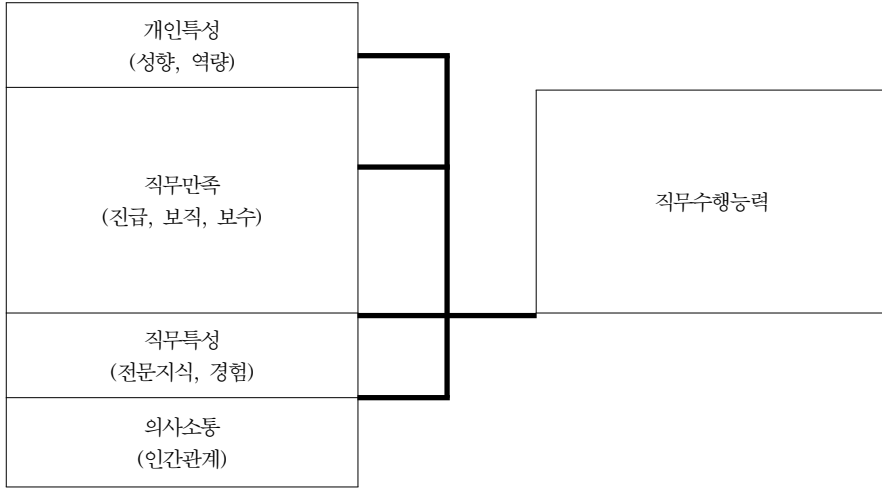 개인특성
(성향, 역량)
직무만족
(진급, 보직, 보수)
직무수행능력
직무특성
(전문지식, 경험)
의사소통
(인간관계)